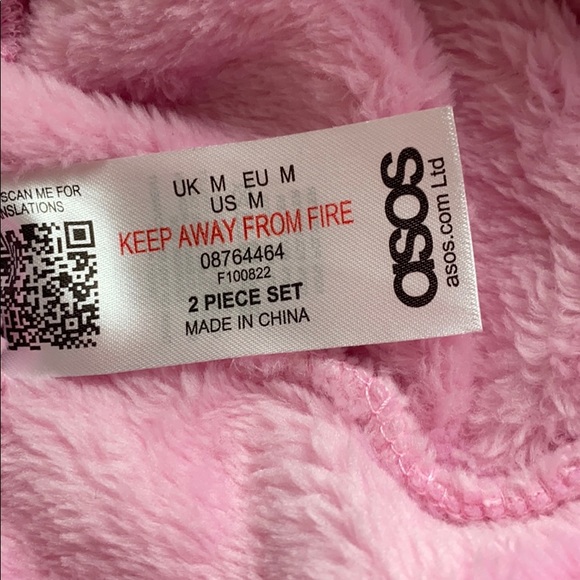 SCAN ME FOR
NSLATIONS
UK M EU M
US M
KEEP AWAY FROM FIRE
08764464
F100822
2 PIECE SET
MADE IN CHINA
asos
asos.com Ltd